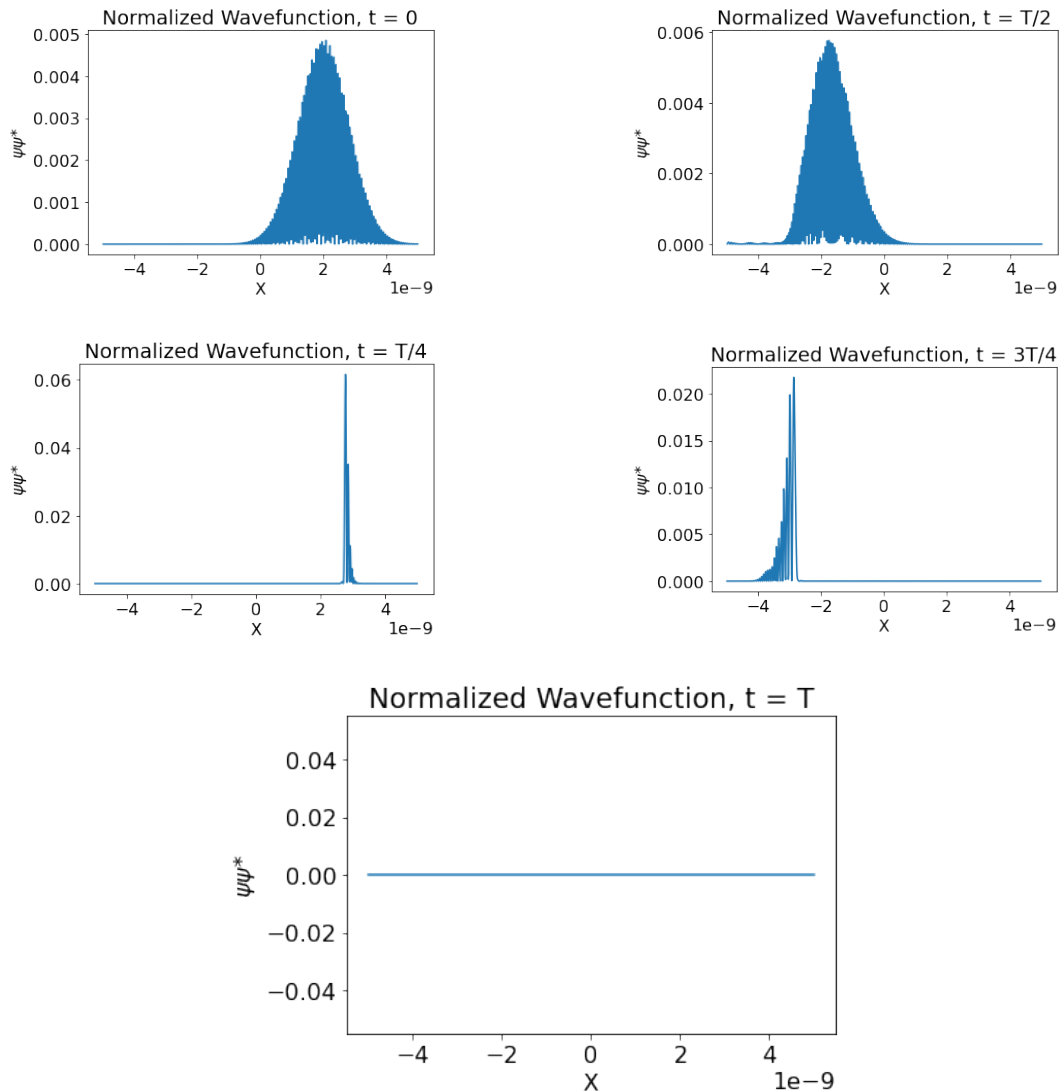 Normalized Wavefunction, t = 0
0.005
0.004
0.003
0.002
0.001
0.000
ψψ*
−4 −2 0 2 4
X
1e−9
Normalized Wavefunction, t = T/2
0.006
0.004
0.002
0.000
ψψ*
−4 −2 0 2 4
X
1e−9
Normalized Wavefunction, t = T/4
0.06
0.04
0.02
0.00
ψψ*
−4 −2 0 2 4
X
1e−9
Normalized Wavefunction, t = 3T/4
0.020
0.015
0.010
0.005
0.000
ψψ*
−4 −2 0 2 4
X
1e−9
Normalized Wavefunction, t = T
0.04
0.02
0.00
−0.02
−0.04
ψψ*
−4 −2 0 2 4
X
1e−9